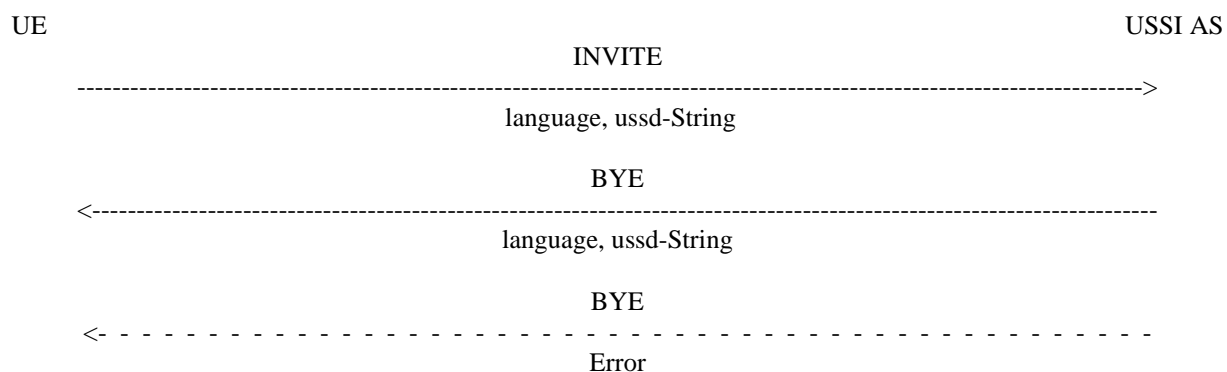 UE USSI AS
INVITE
language, ussd-String
BYE
language, ussd-String
BYE
Error